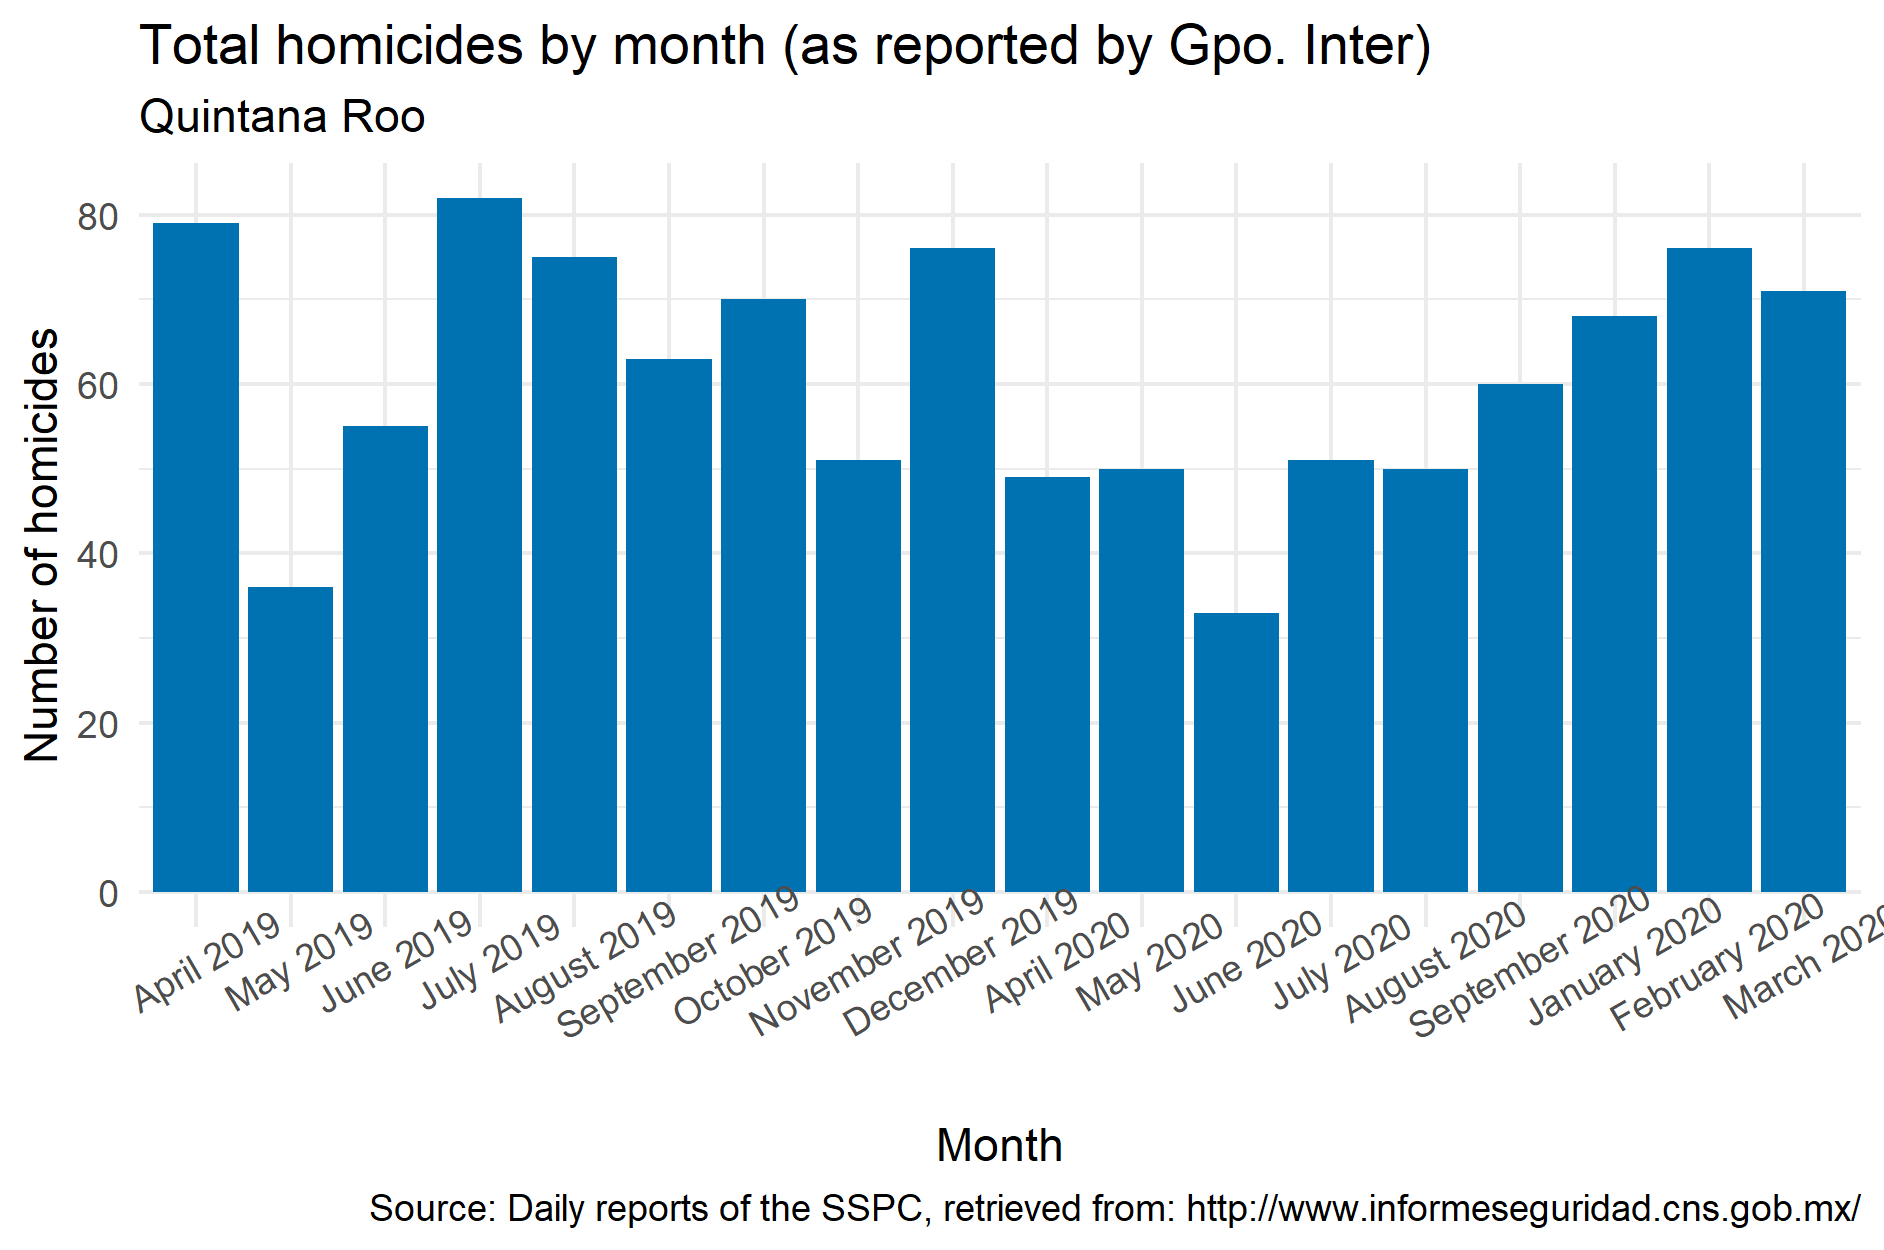 Total homicides by month (as reported by Gpo. Inter)
Quintana Roo
Number of homicides
80
60
40
20
0
April 2019
May 2019
June 2019
July 2019
August 2019
September 2019
October 2019
November 2019
December 2019
April 2020
May 2020
June 2020
July 2020
August 2020
September 2020
January 2020
February 2020
March 2020
Month
Source: Daily reports of the SSPC, retrieved from: http://www.informeseguridad.cns.gob.mx/